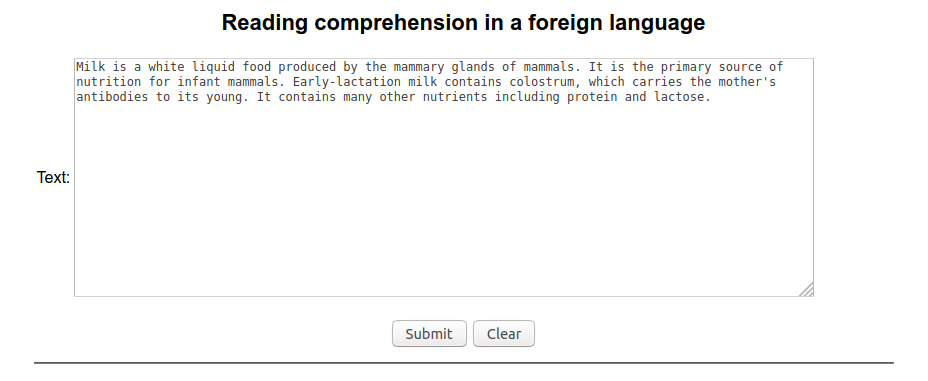 Reading comprehension in a foreign language
Milk is a white liquid food produced by the mammary glands of mammals. It is the primary source of
nutrition for infant mammals. Early-lactation milk contains colostrum, which carries the mother's
antibodies to its young. It contains many other nutrients including protein and lactose.
Text:
Submit Clear